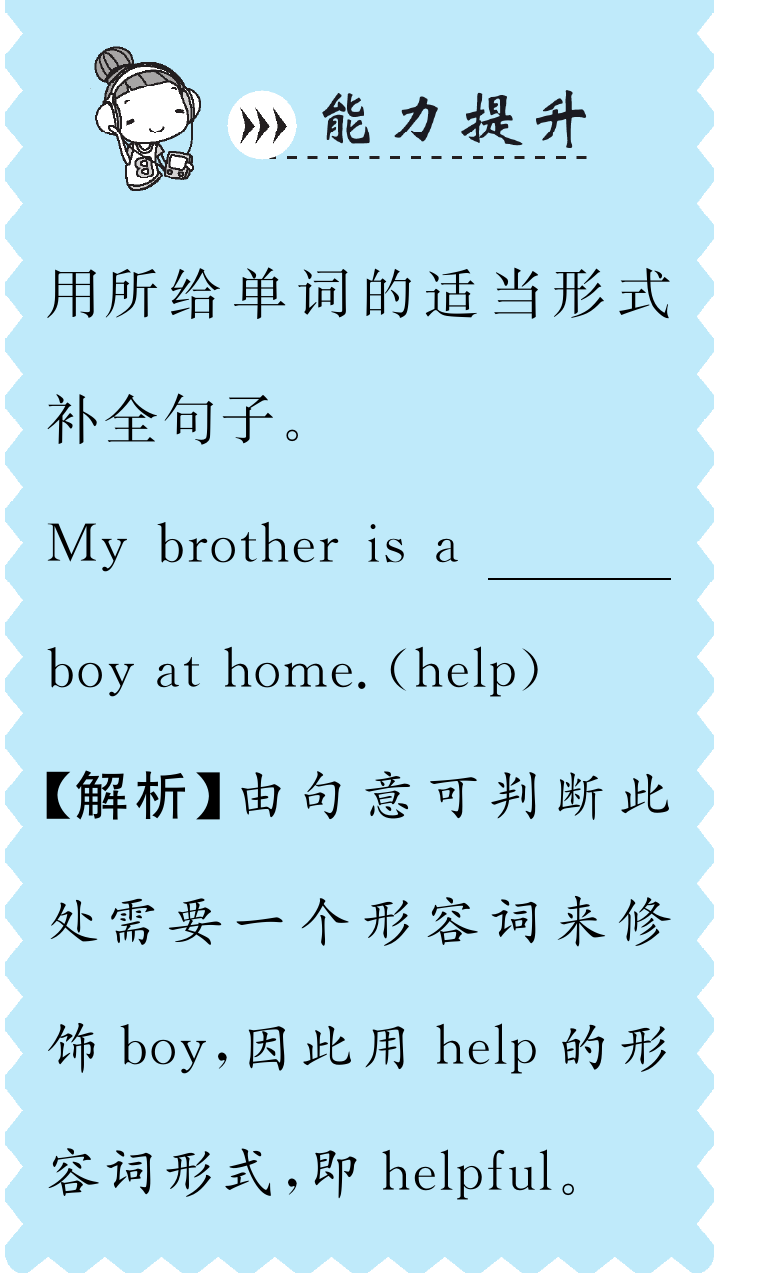 能力提升
用所给单词的适当形式
补全句子。
My brother is a ______
boy at home.（help）
【解析】由句意可判断此
处需要一个形容词来修
饰 boy,因此用 help 的形
容词形式,即 helpful。